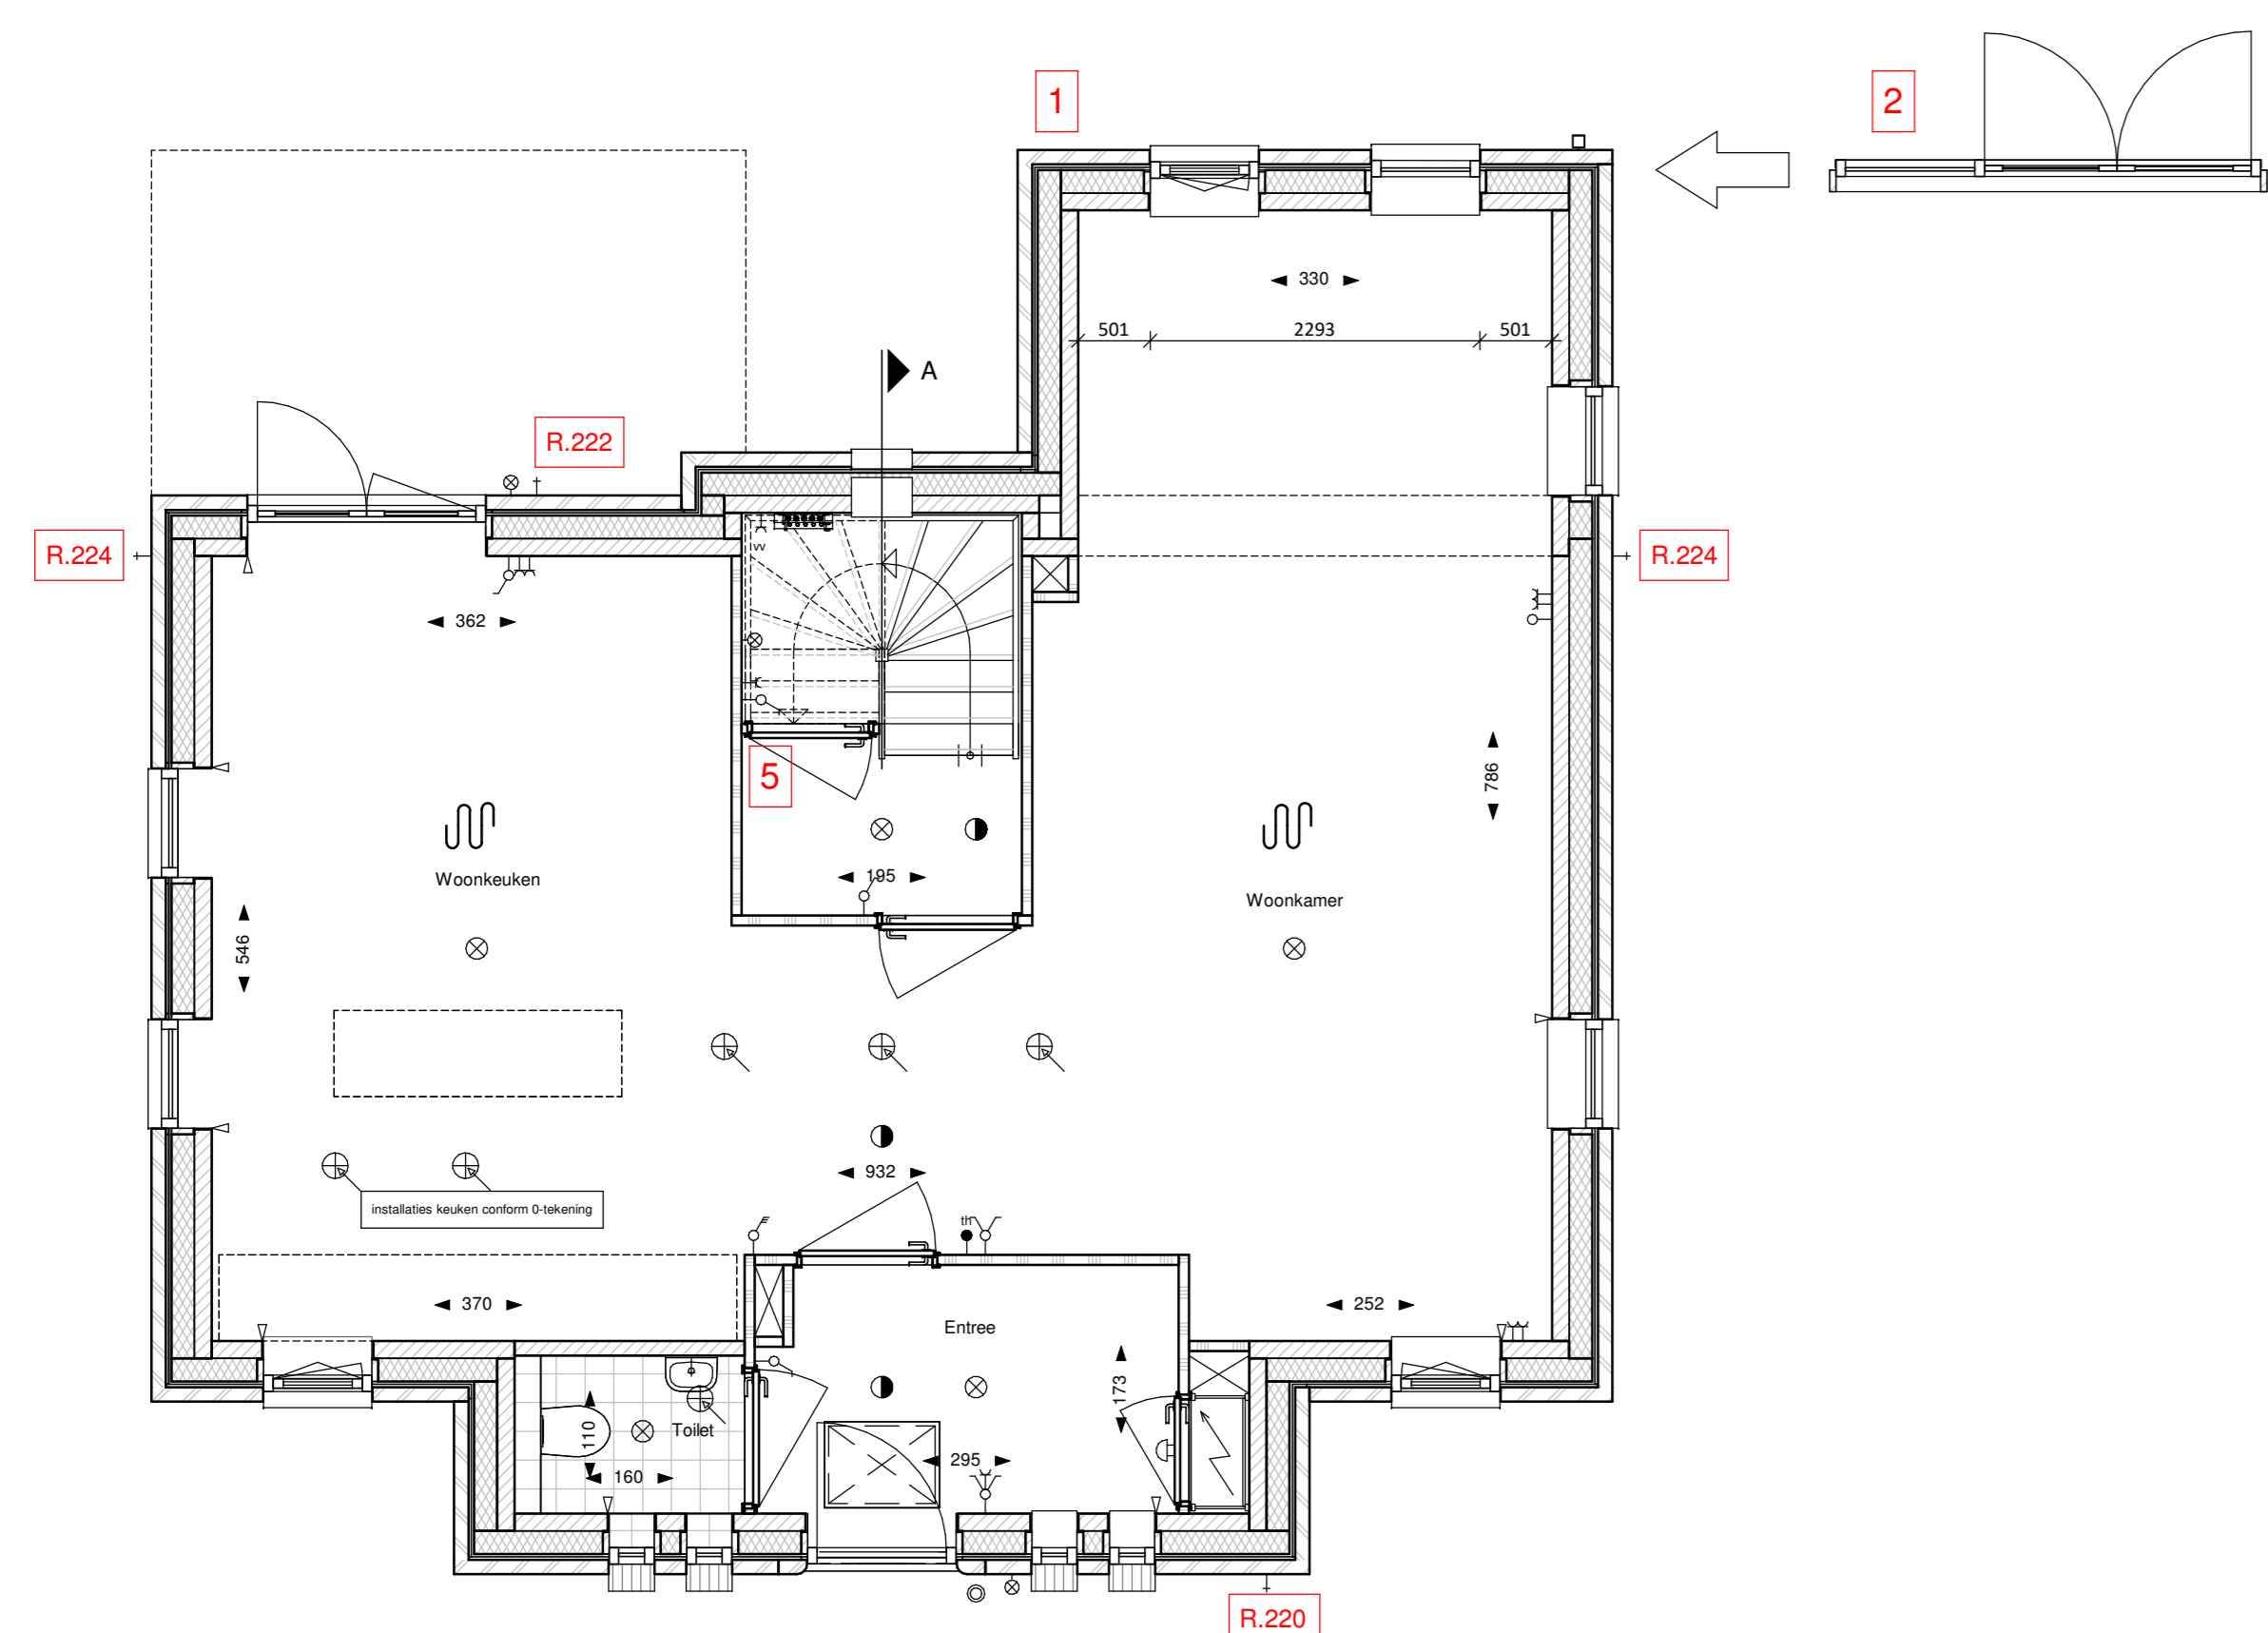 1
2
330
501
2293
501
A
R.222
R.224
R.224
vv
362
5
786
Woonkeuken
195
Woonkamer
546
932
installaties keuken conform 0-tekening
th
370
252
Entree
173
110
Toilet
160
295
R.220